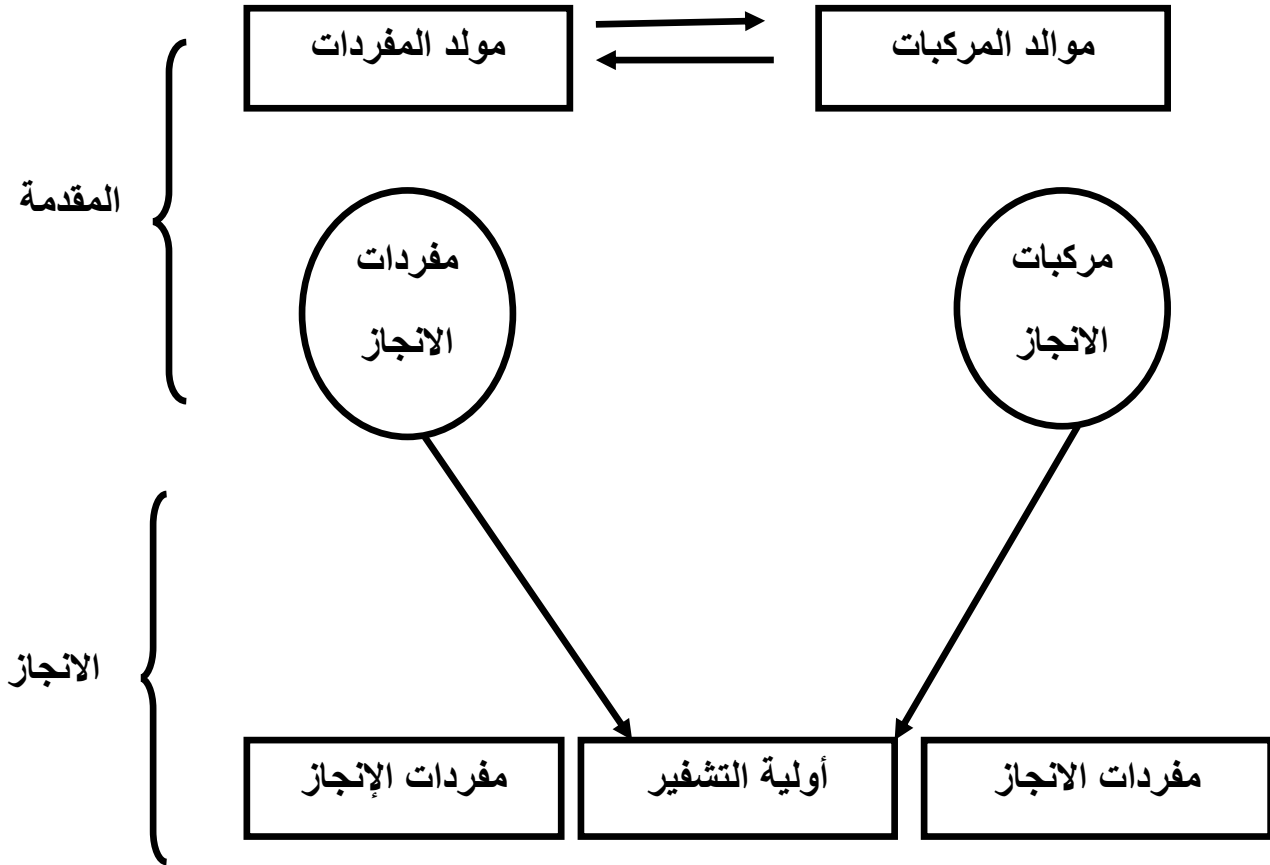 موالد المركبات
مولد المفردات
المقدمة
مركبات
الانجاز
مفردات
الانجاز
الانجاز
مفردات الانجاز
أولية التشفير
مفردات الإنجاز